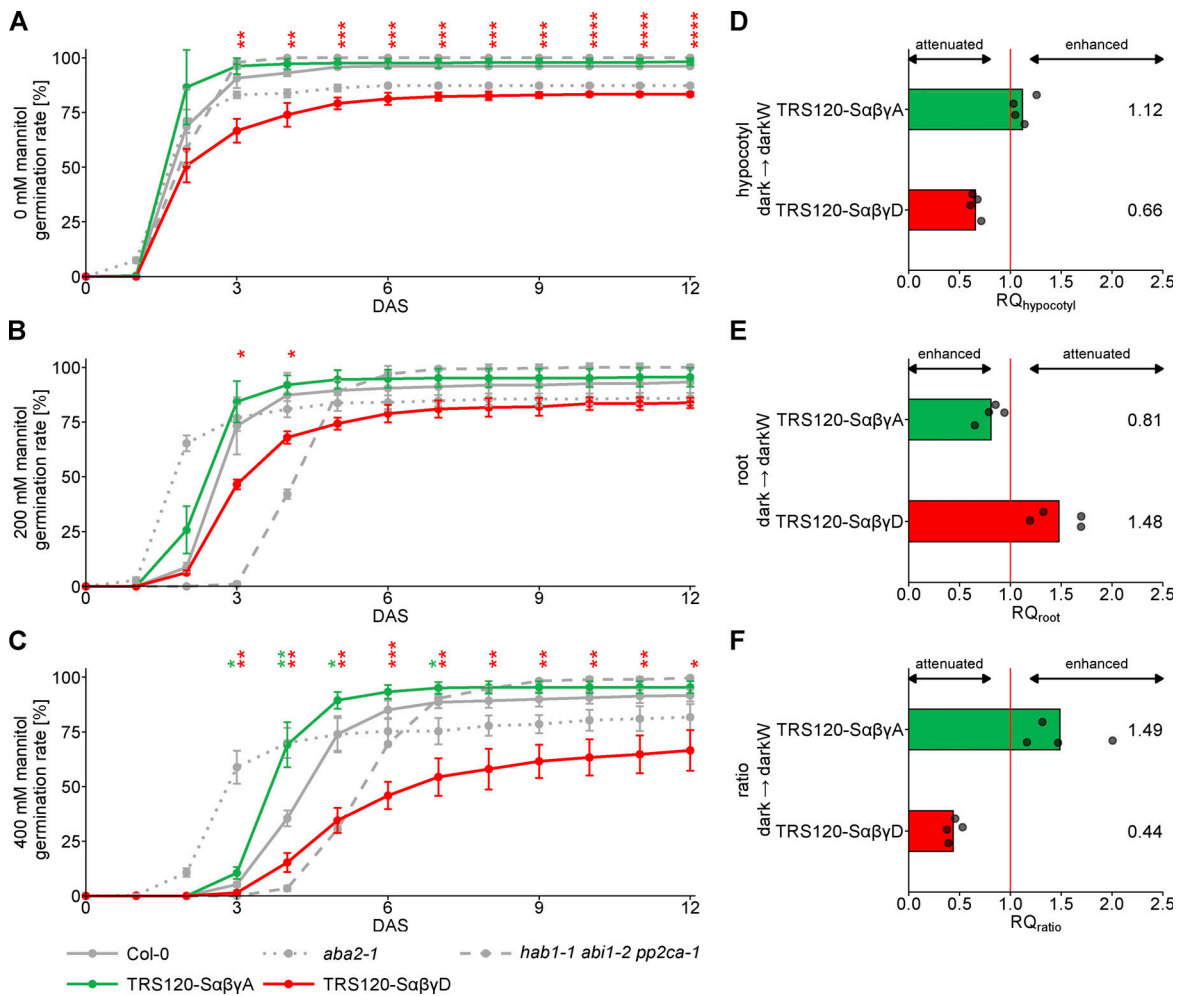 A
** ** *** *** *** *** *** **** **** ****
0 mM mannitol
germination rate [%]
100
75
50
25
0
0 3 6 9 12
DAS
B
* *
200 mM mannitol
germination rate [%]
100
75
50
25
0
0 3 6 9 12
DAS
C
* ** ** ** * ** *** * ** ** ** ** ** *
400 mM mannitol
germination rate [%]
100
75
50
25
0
0 3 6 9 12
DAS
Col-0 aba2-1 hab1-1 abi1-2 pp2ca-1
TRS120-SαβγA TRS120-SαβγD
D
attenuated enhanced
hypocotyl
dark → darkW
TRS120-SαβγA 1.12
TRS120-SαβγD 0.66
0.0 0.5 1.0 1.5 2.0 2.5
RQhypocotyl
E
enhanced attenuated
root
dark → darkW
TRS120-SαβγA 0.81
TRS120-SαβγD 1.48
0.0 0.5 1.0 1.5 2.0 2.5
RQroot
F
attenuated enhanced
ratio
dark → darkW
TRS120-SαβγA 1.49
TRS120-SαβγD 0.44
0.0 0.5 1.0 1.5 2.0 2.5
RQratio